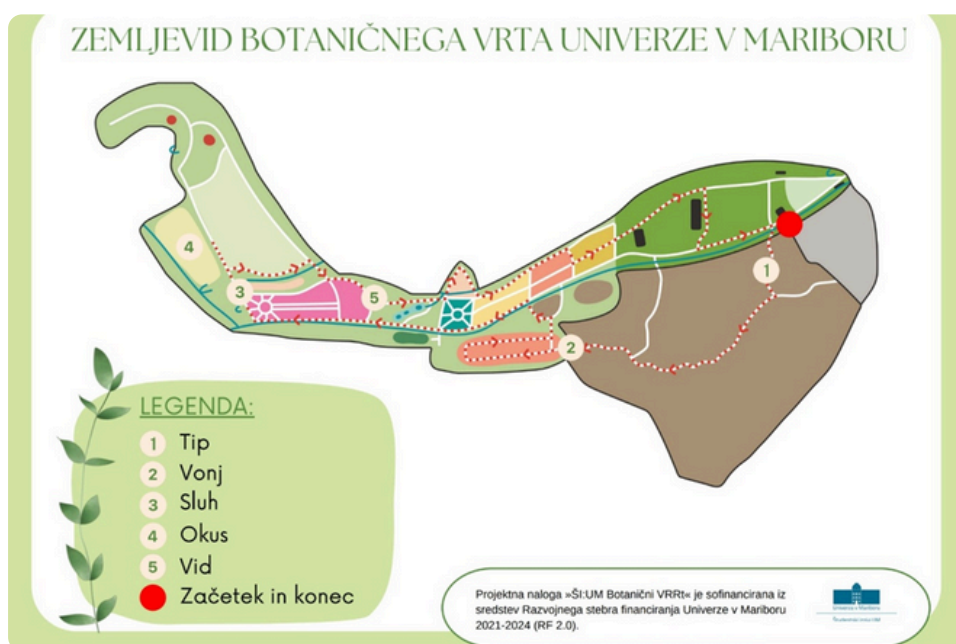 ZEMLJEVID BOTANIČNEGA VRTA UNIVERZE V MARIBORU
4
3
5
1
2
LEGENDA:
1 Tip
2 Vonj
3 Sluh
4 Okus
5 Vid
Začetek in konec
Projektna naloga »ŠI:UM Botanični VRRt« je sofinancirana iz
sredstev Razvojnega stebra financiranja Univerze v Mariboru
2021-2024 (RF 2.0).
Univerza v Mariboru